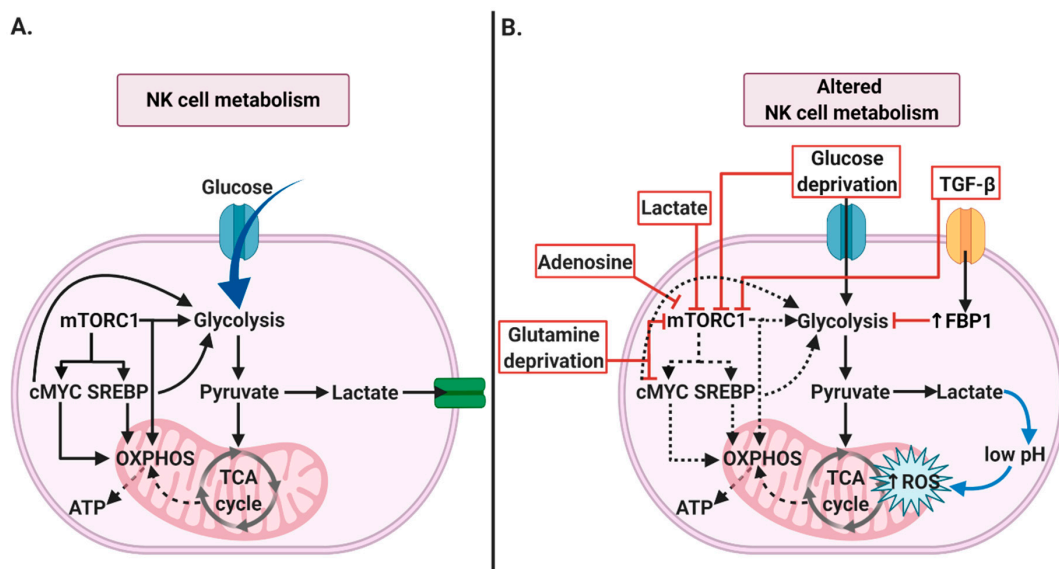 A.
NK cell metabolism
Glucose
mTORC1
Glycolysis
cMYC SREBP
Pyruvate
Lactate
OXPHOS
TCA
cycle
ATP
B.
Altered
NK cell metabolism
Glucose
deprivation
TGF-β
Lactate
Adenosine
mTORC1
Glycolysis
↑FBP1
Glutamine
deprivation
cMYC SREBP
Pyruvate
Lactate
OXPHOS
TCA
cycle
↑ROS
low pH
ATP